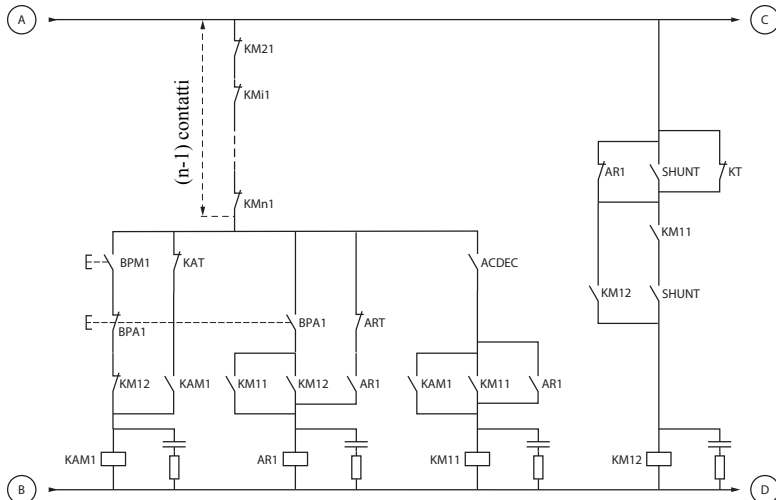 A
C
KM21
KMi1
(n-1) contatti
KMn1
AR1
SHUNT
KT
KM11
KM12
SHUNT
BPM1
KAT
ACDEC
BPA1
BPA1
ART
KM12
KAM1
KM11
KM12
AR1
KAM1
KM11
AR1
KAM1
AR1
KM11
KM12
B
D